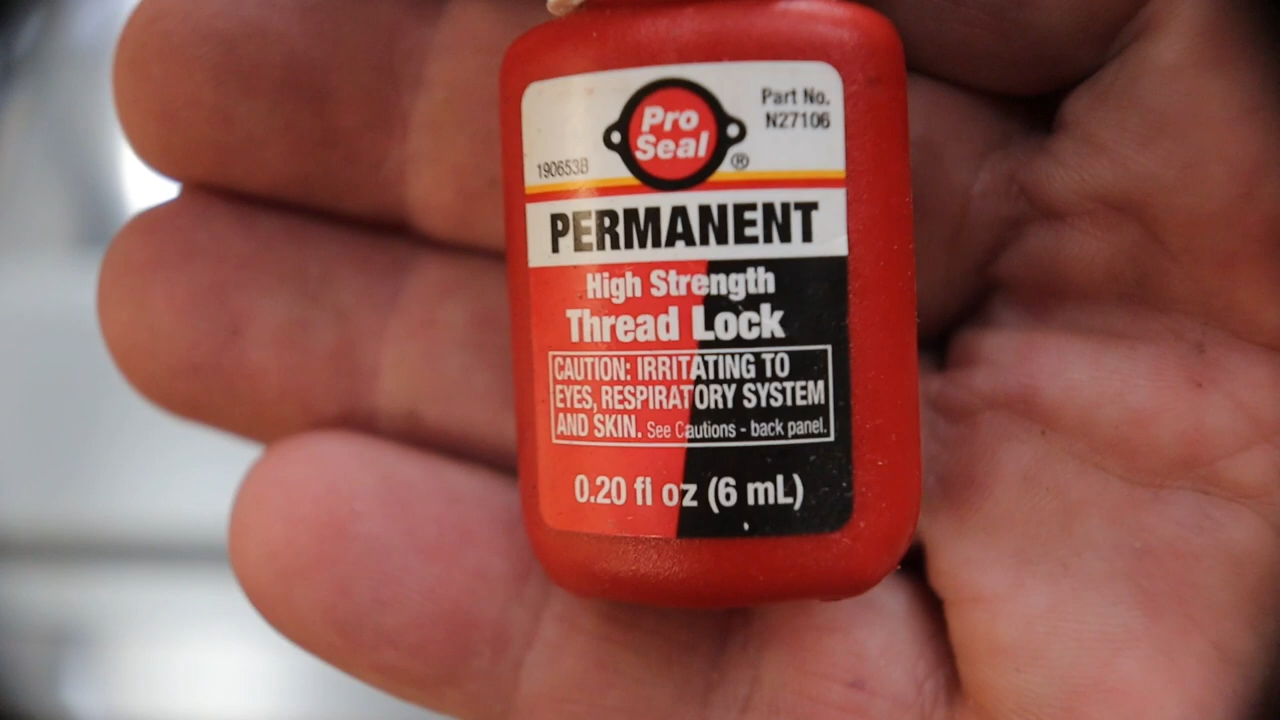 Pro
Seal
®
Part No.
N27106
190653B
PERMANENT
High Strength
Thread Lock
CAUTION: IRRITATING TO
EYES, RESPIRATORY SYSTEM
AND SKIN. See Cautions - back panel.
0.20 fl oz (6 mL)